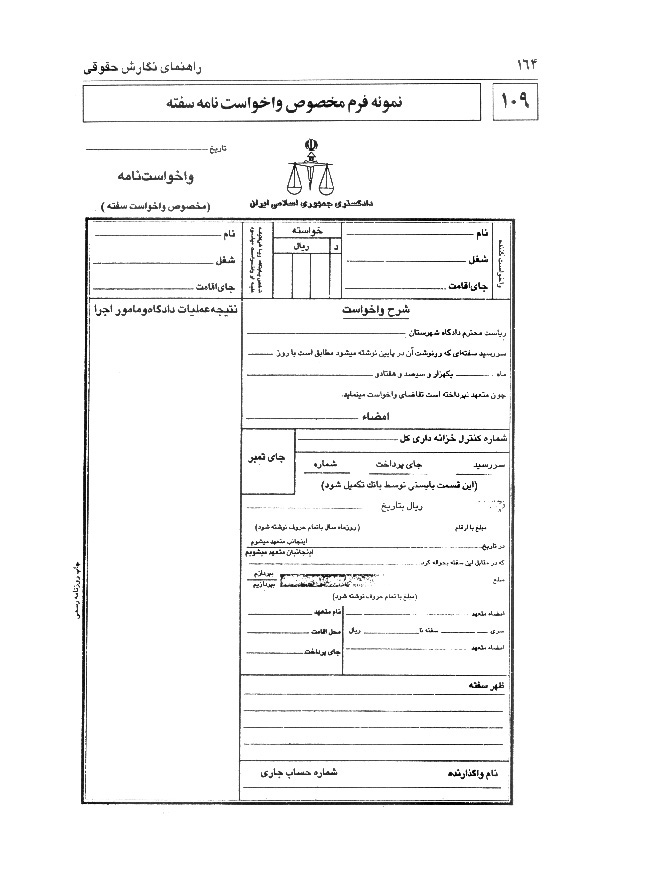 ۱۶۴
راهنمای نگارش حقوقی
۱۰۹
نمونه فرم مخصوص واخواست نامه سفته
تاریخ
واخواست‌نامه
(مخصوص واخواست سفته)
دادگستری جمهوری اسلامی ایران
واخواست کننده
نام
شغل
جای‌اقامت
خواسته
د
ریال
نام
شغل
جای‌اقامت
شرح واخواست
ریاست محترم دادگاه شهرستان
سررسید سفته‌ای که رونوشت آن در پایین نوشته میشود مطابق است با روز
ماه یکهزار و سیصد و هفتادو
چون متعهد نپرداخته است تقاضای واخواست مینماید.
امضاء
نتیجه عملیات دادگاه و مامور اجرا
شماره کنترل خزانه داری کل
جای تمبر
سررسید جای پرداخت شماره
(این قسمت بایستی توسط بانک تکمیل شود)
ریال بتاریخ
مبلغ با ارقام (روزماه سال باتمام حروف نوشته شود)
در تاریخ اینجانب متعهد میشوم
اینجانبان متعهد میشویم
که در مقابل این سفته بحواله کرد
مبلغ بپردازم
بپردازیم
(مبلغ با تمام حروف نوشته شود)
امضاء متعهد
نام متعهد
سری سفته تا ریال
محل اقامت
امضاء متعهد
جای پرداخت
ظهر سفته
نام واگذارنده شماره حساب جاری
چاپ روزنامه رسمی